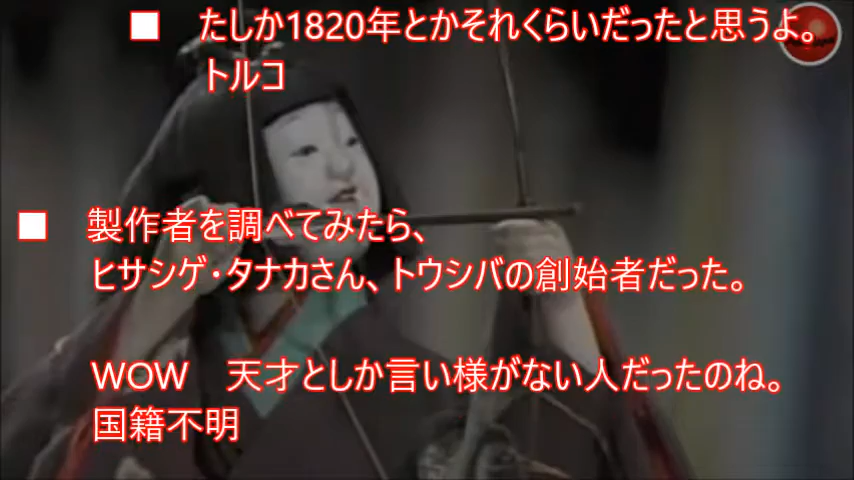 ■ たしか1820年とかそれくらいだったと思うよ。
トルコ
■ 製作者を調べてみたら、
ヒサシゲ・タナカさん、トウシバの創始者だった。
WOW 天才としか言い様がない人だったのね。
国籍不明